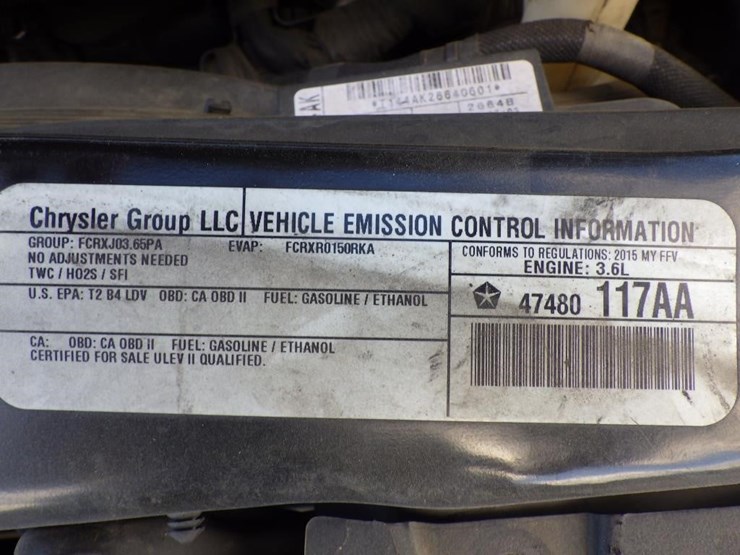 2664B
Chrysler Group LLC VEHICLE EMISSION CONTROL INFORMATION
GROUP: FCRXJ03.65PA EVAP: FCRXR0150RKA
NO ADJUSTMENTS NEEDED
TWC / HO2S / SFI
CONFORMS TO REGULATIONS: 2015 MY FFV
ENGINE: 3.6L
U.S. EPA: T2 B4 LDV OBD: CA OBD II FUEL: GASOLINE / ETHANOL
47480 117AA
CA: OBD: CA OBD II FUEL: GASOLINE / ETHANOL
CERTIFIED FOR SALE ULEV II QUALIFIED.